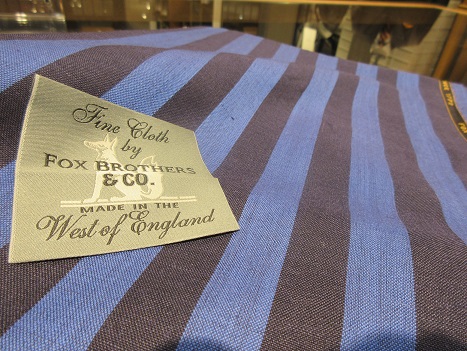 Fine Cloth
by
FOX BROTHERS
& CO.
MADE IN THE
West of England